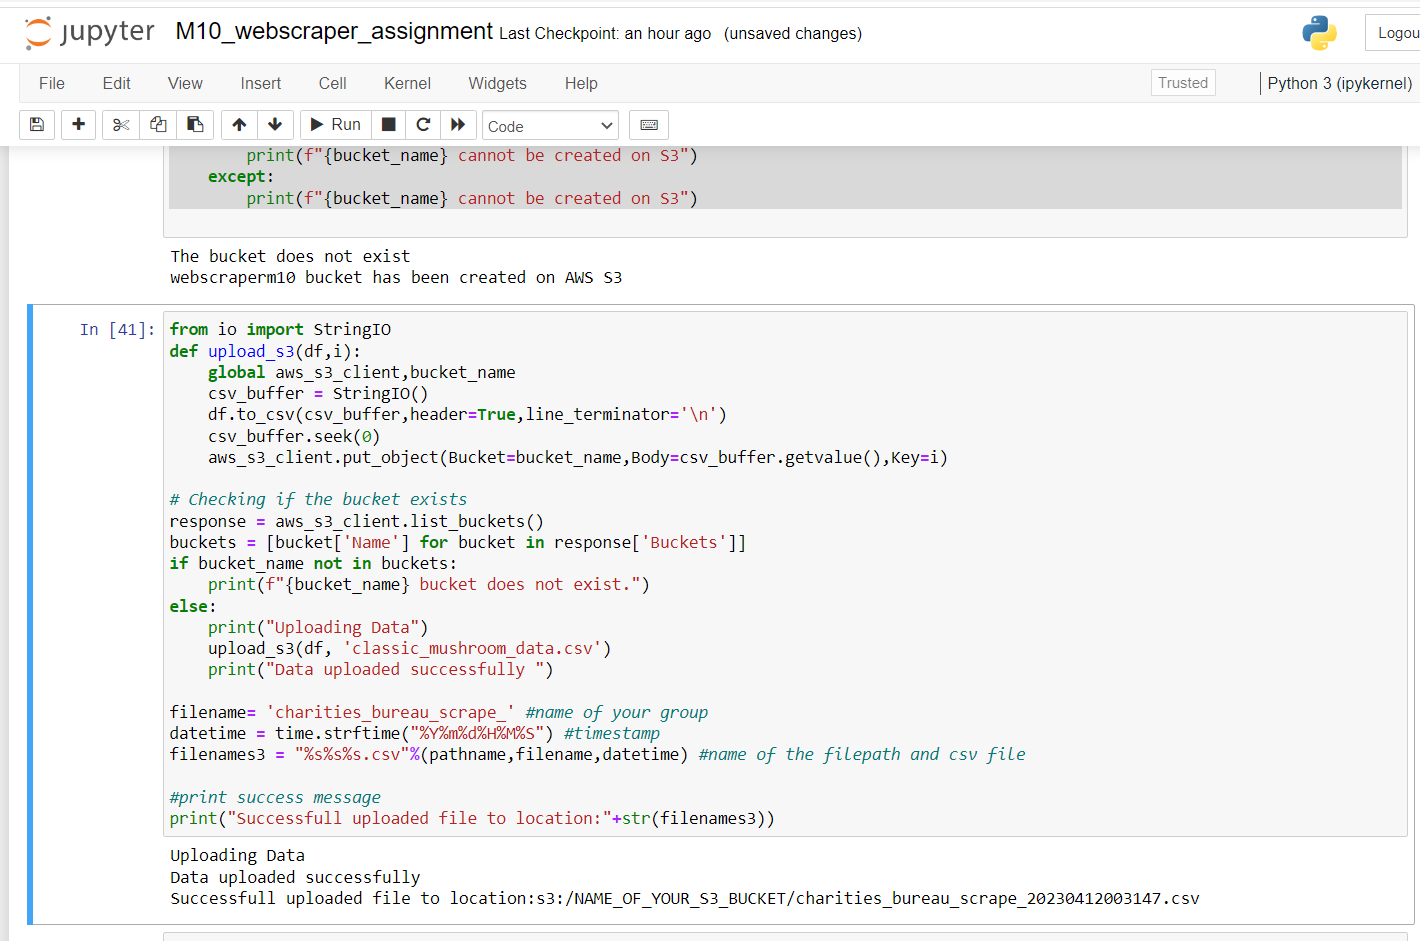 jupyter M10_webscraper_assignment Last Checkpoint: an hour ago (unsaved changes)
Logou
File Edit View Insert Cell Kernel Widgets Help
Trusted
Python 3 (ipykernel)
Run
Code
print(f"{bucket_name} cannot be created on S3")
except:
print(f"{bucket_name} cannot be created on S3")
The bucket does not exist
webscraperm10 bucket has been created on AWS S3
In [41]:
from io import StringIO
def upload_s3(df,i):
global aws_s3_client,bucket_name
csv_buffer = StringIO()
df.to_csv(csv_buffer,header=True,line_terminator='\n')
csv_buffer.seek(0)
aws_s3_client.put_object(Bucket=bucket_name,Body=csv_buffer.getvalue(),Key=i)
# Checking if the bucket exists
response = aws_s3_client.list_buckets()
buckets = [bucket['Name'] for bucket in response['Buckets']]
if bucket_name not in buckets:
print(f"{bucket_name} bucket does not exist.")
else:
print("Uploading Data")
upload_s3(df, 'classic_mushroom_data.csv')
print("Data uploaded successfully ")
filename= 'charities_bureau_scrape_' #name of your group
datetime = time.strftime("%Y%m%d%H%M%S") #timestamp
filenames3 = "%s%s%s.csv"%(pathname,filename,datetime) #name of the filepath and csv file
#print success message
print("Successfull uploaded file to location:"+str(filenames3))
Uploading Data
Data uploaded successfully
Successfull uploaded file to location:s3:/NAME_OF_YOUR_S3_BUCKET/charities_bureau_scrape_20230412003147.csv